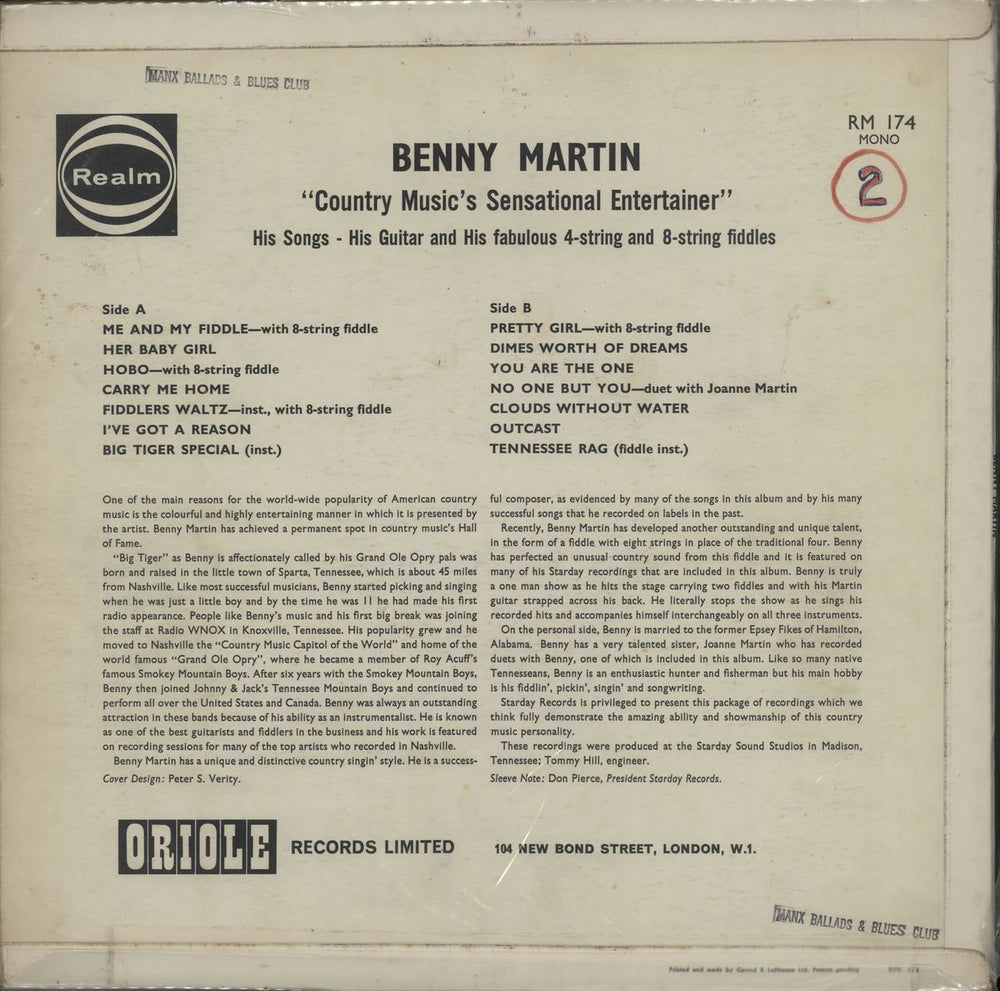 MANX BALLADS & BLUES CLUB
Realm
RM 174
MONO
2
BENNY MARTIN
“Country Music’s Sensational Entertainer”
His Songs - His Guitar and His fabulous 4-string and 8-string fiddles
Side A
ME AND MY FIDDLE—with 8-string fiddle
HER BABY GIRL
HOBO—with 8-string fiddle
CARRY ME HOME
FIDDLERS WALTZ—inst., with 8-string fiddle
I’VE GOT A REASON
BIG TIGER SPECIAL (inst.)
Side B
PRETTY GIRL—with 8-string fiddle
DIMES WORTH OF DREAMS
YOU ARE THE ONE
NO ONE BUT YOU—duet with Joanne Martin
CLOUDS WITHOUT WATER
OUTCAST
TENNESSEE RAG (fiddle inst.)
One of the main reasons for the world-wide popularity of American country
music is the colourful and highly entertaining manner in which it is presented by
the artist. Benny Martin has achieved a permanent spot in country music’s Hall
of Fame.
“Big Tiger” as Benny is affectionately called by his Grand Ole Opry pals was
born and raised in the little town of Sparta, Tennessee, which is about 45 miles
from Nashville. Like most successful musicians, Benny started picking and singing
when he was just a little boy and by the time he was 11 he had made his first
radio appearance. People like Benny’s music and his first big break was joining
the staff at Radio WNOX in Knoxville, Tennessee. His popularity grew and he
moved to Nashville the “Country Music Capitol of the World” and home of the
world famous “Grand Ole Opry”, where he became a member of Roy Acuff’s
famous Smokey Mountain Boys. After six years with the Smokey Mountain Boys,
Benny then joined Johnny & Jack’s Tennessee Mountain Boys and continued to
perform all over the United States and Canada. Benny was always an outstanding
attraction in these bands because of his ability as an instrumentalist. He is known
as one of the best guitarists and fiddlers in the business and his work is featured
on recording sessions for many of the top artists who recorded in Nashville.
Benny Martin has a unique and distinctive country singin’ style. He is a success-
Cover Design: Peter S. Verity.
ful composer, as evidenced by many of the songs in this album and by his many
successful songs that he recorded on labels in the past.
Recently, Benny Martin has developed another outstanding and unique talent,
in the form of a fiddle with eight strings in place of the traditional four. Benny
has perfected an unusual country sound from this fiddle and it is featured on
many of his Starday recordings that are included in this album. Benny is truly
a one man show as he hits the stage carrying two fiddles and with his Martin
guitar strapped across his back. He literally stops the show as he sings his
recorded hits and accompanies himself interchangeably on all three instruments.
On the personal side, Benny is married to the former Epsey Fikes of Hamilton,
Alabama. Benny has a very talented sister, Joanne Martin who has recorded
duets with Benny, one of which is included in this album. Like so many native
Tennesseans, Benny is an enthusiastic hunter and fisherman but his main hobby
is his fiddlin’, pickin’, singin’ and songwriting.
Starday Records is privileged to present this package of recordings which we
think fully demonstrate the amazing ability and showmanship of this country
music personality.
These recordings were produced at the Starday Sound Studios in Madison,
Tennessee; Tommy Hill, engineer.
Sleeve Note: Don Pierce, President Starday Records.
ORIOLE RECORDS LIMITED 104 NEW BOND STREET, LONDON, W.1.
MANX BALLADS & BLUES CLUB
Printed and made by Garrod & Lofthouse Ltd. Patents pending